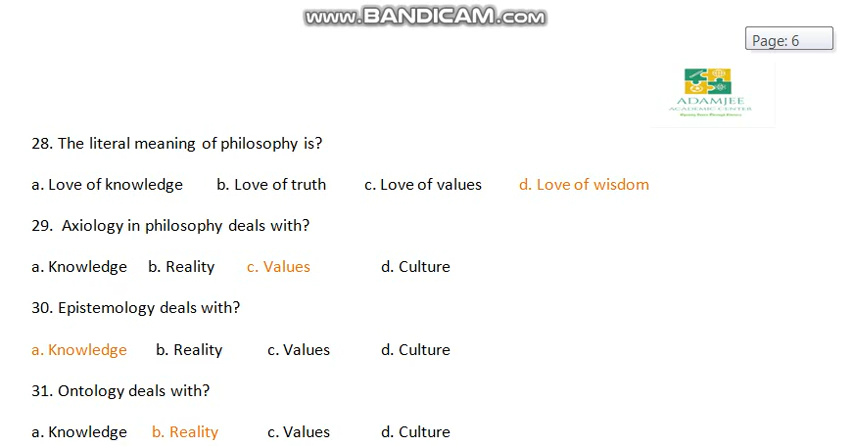 www.BANDICAM.com
Page: 6
ADAMJEE
ACADEMIC CENTER
28. The literal meaning of philosophy is?
a. Love of knowledge b. Love of truth c. Love of values d. Love of wisdom
29. Axiology in philosophy deals with?
a. Knowledge b. Reality c. Values d. Culture
30. Epistemology deals with?
a. Knowledge b. Reality c. Values d. Culture
31. Ontology deals with?
a. Knowledge b. Reality c. Values d. Culture